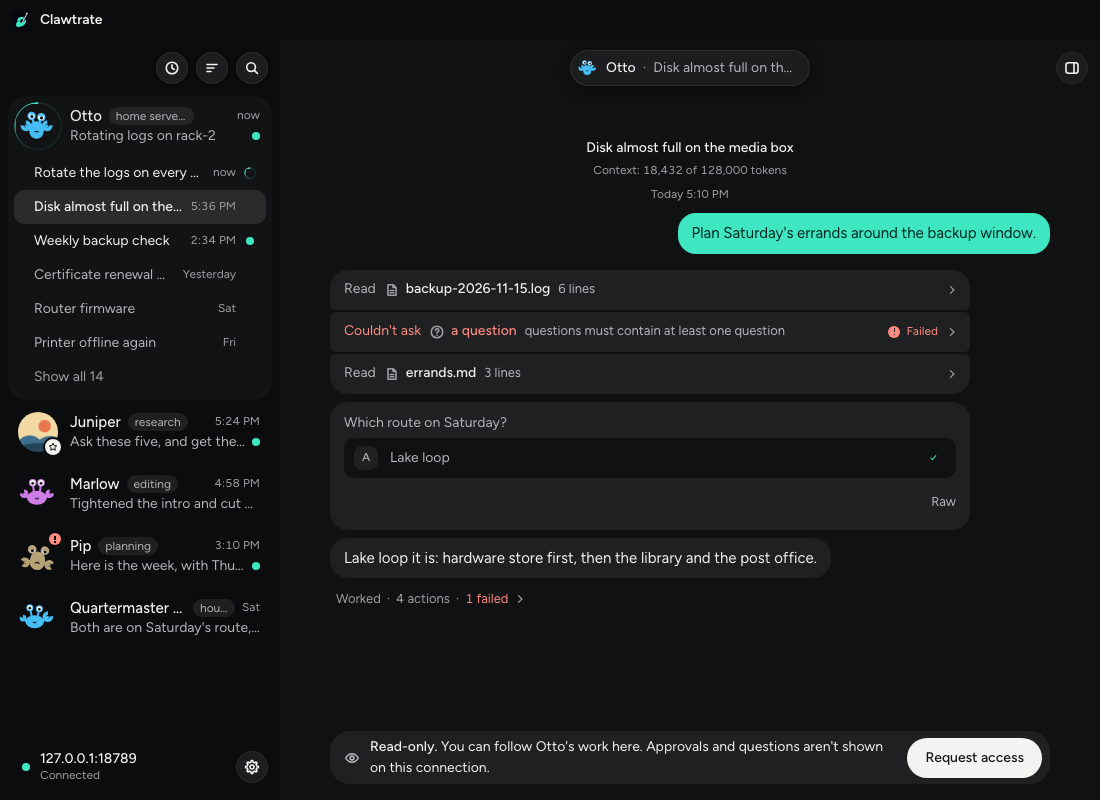 Clawtrate
Otto · Disk almost full on th...
Otto home serve... now
Rotating logs on rack-2
Rotate the logs on every ... now
Disk almost full on the... 5:36 PM
Weekly backup check 2:34 PM
Certificate renewal ... Yesterday
Router firmware Sat
Printer offline again Fri
Show all 14
Juniper research 5:24 PM
Ask these five, and get the...
Marlow editing 4:58 PM
Tightened the intro and cut ...
Pip planning 3:10 PM
Here is the week, with Thu...
Quartermaster ... hou... Sat
Both are on Saturday's route,...
127.0.0.1:18789
Connected
Disk almost full on the media box
Context: 18,432 of 128,000 tokens
Today 5:10 PM
Plan Saturday's errands around the backup window.
Read backup-2026-11-15.log 6 lines
Couldn't ask a question questions must contain at least one question Failed
Read errands.md 3 lines
Which route on Saturday?
A Lake loop
Raw
Lake loop it is: hardware store first, then the library and the post office.
Worked · 4 actions · 1 failed
Read-only. You can follow Otto's work here. Approvals and questions aren't shown
on this connection.
Request access